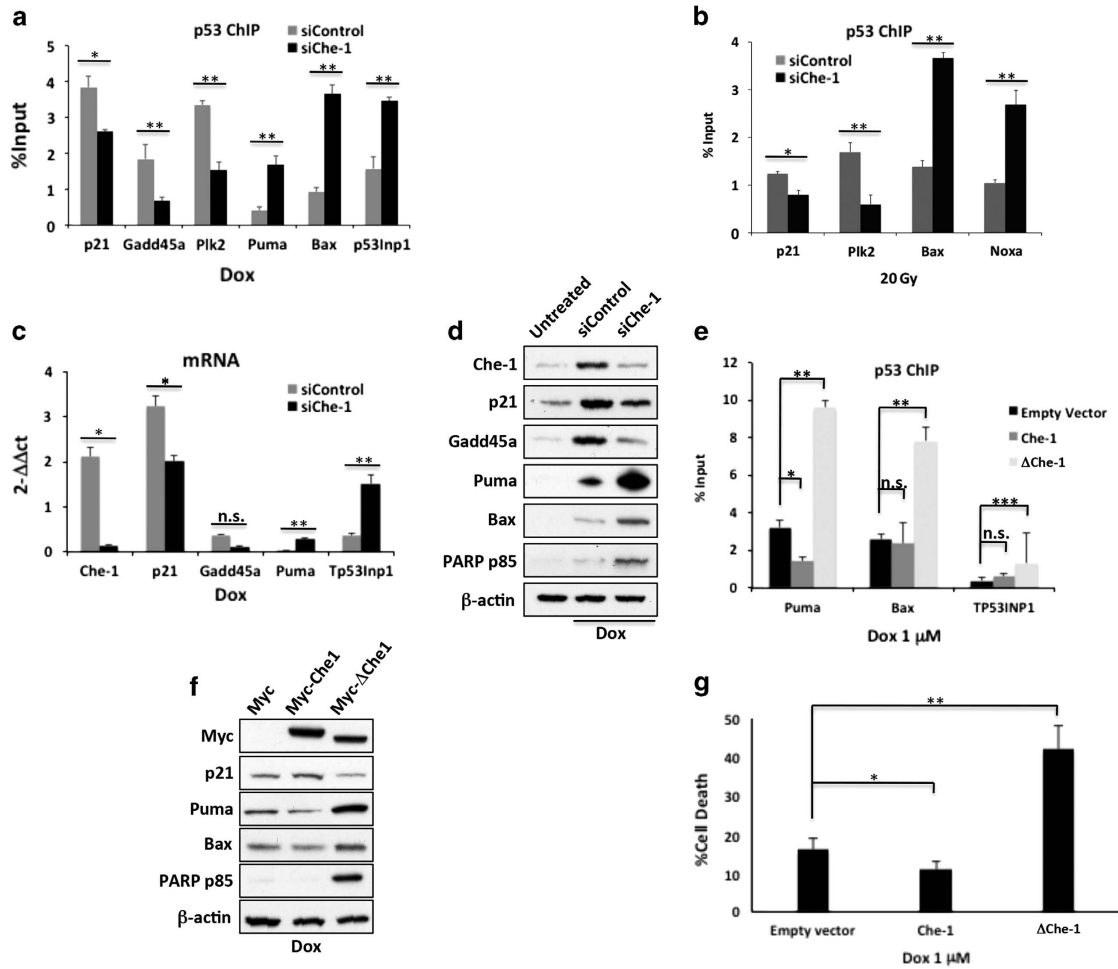 a
p53 ChIP
siControl
siChe-1
%Input
5
4
3
2
1
0
*
**
**
**
**
**
p21 Gadd45a Plk2 Puma Bax p53Inp1
Dox
b
p53 ChIP
siControl
siChe-1
% Input
4
3
2
1
0
*
**
**
**
p21 Plk2 Bax Noxa
20 Gy
c
mRNA
siControl
siChe-1
2-ΔΔct
4
3
2
1
0
*
*
n.s.
**
**
Che-1 p21 Gadd45a Puma Tp53Inp1
Dox
d
Untreated siControl siChe-1
Che-1
p21
Gadd45a
Puma
Bax
PARP p85
β-actin
Dox
e
p53 ChIP
Empty Vector
Che-1
ΔChe-1
% Input
12
10
8
6
4
2
0
**
*
**
n.s.
***
n.s.
Puma Bax TP53INP1
Dox 1 μM
f
Myc Myc-Che1 Myc-ΔChe1
Myc
p21
Puma
Bax
PARP p85
β-actin
Dox
g
%Cell Death
50
40
30
20
10
0
**
*
Empty vector Che-1 ΔChe-1
Dox 1 μM